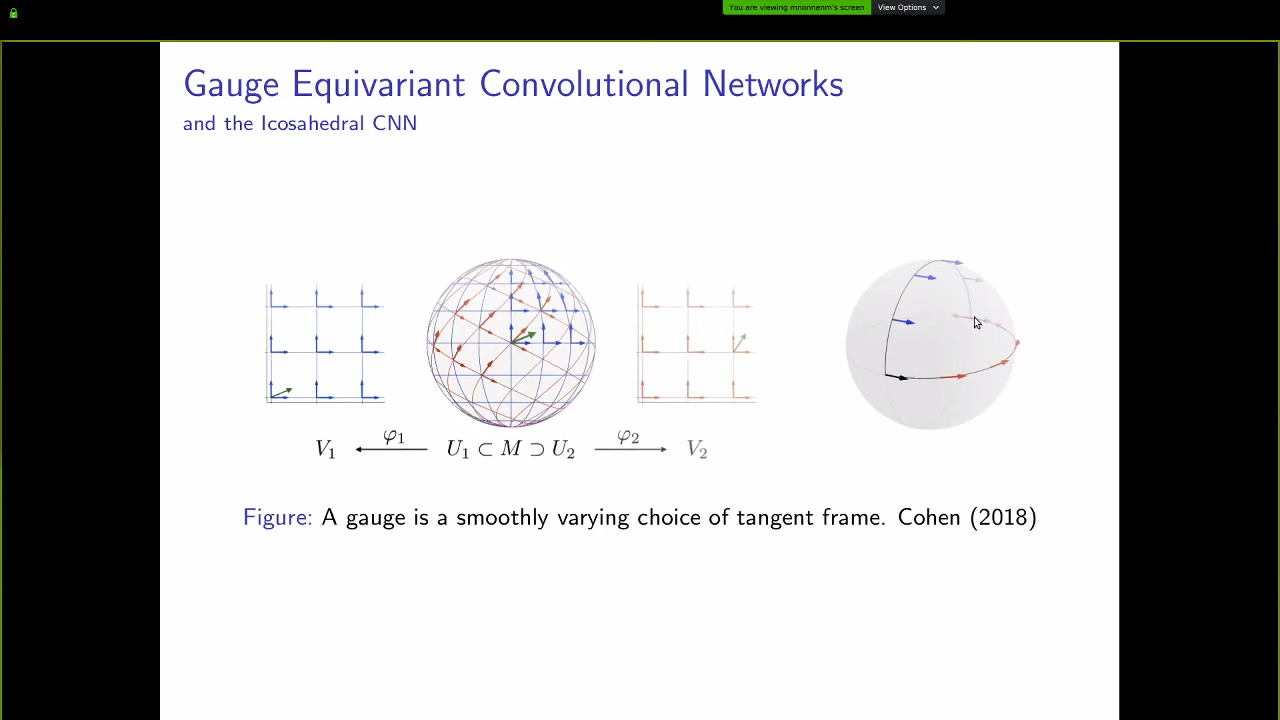 You are viewing mnonnenm's screen View Options
Gauge Equivariant Convolutional Networks
and the Icosahedral CNN
φ₁ φ₂
V₁ U₁ ⊂ M ⊃ U₂ V₂
Figure: A gauge is a smoothly varying choice of tangent frame. Cohen (2018)